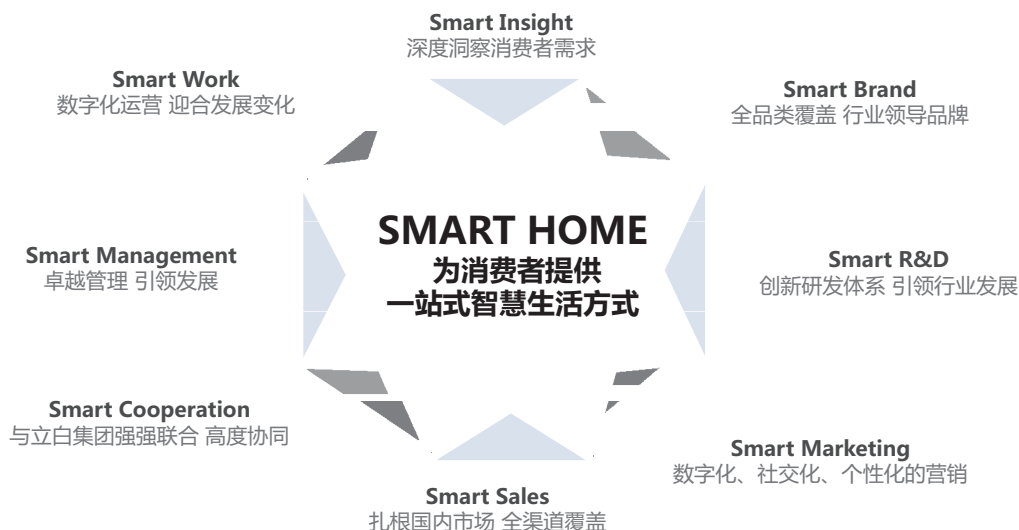 Smart Insight
深度洞察消费者需求
Smart Work
数字化运营 迎合发展变化
Smart Brand
全品类覆盖 行业领导品牌
SMART HOME
为消费者提供
一站式智慧生活方式
Smart Management
卓越管理 引领发展
Smart R&D
创新研发体系 引领行业发展
Smart Cooperation
与立白集团强强联合 高度协同
Smart Marketing
数字化、社交化、个性化的营销
Smart Sales
扎根国内市场 全渠道覆盖